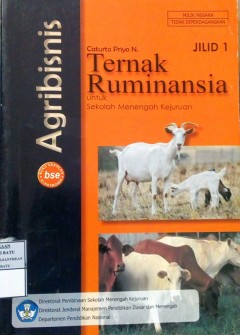 MILIK NEGARA
TIDAK DIPERDAGANGKAN
Caturto Priyo N.
JILID 1
Agribisnis
Ternak
Ruminansia
untuk
Sekolah Menengah Kejuruan
bse
Direktorat Pembinaan Sekolah Menengah Kejuruan
Direktorat Jenderal Manajemen Pendidikan Dasar dan Menengah
Departemen Pendidikan Nasional